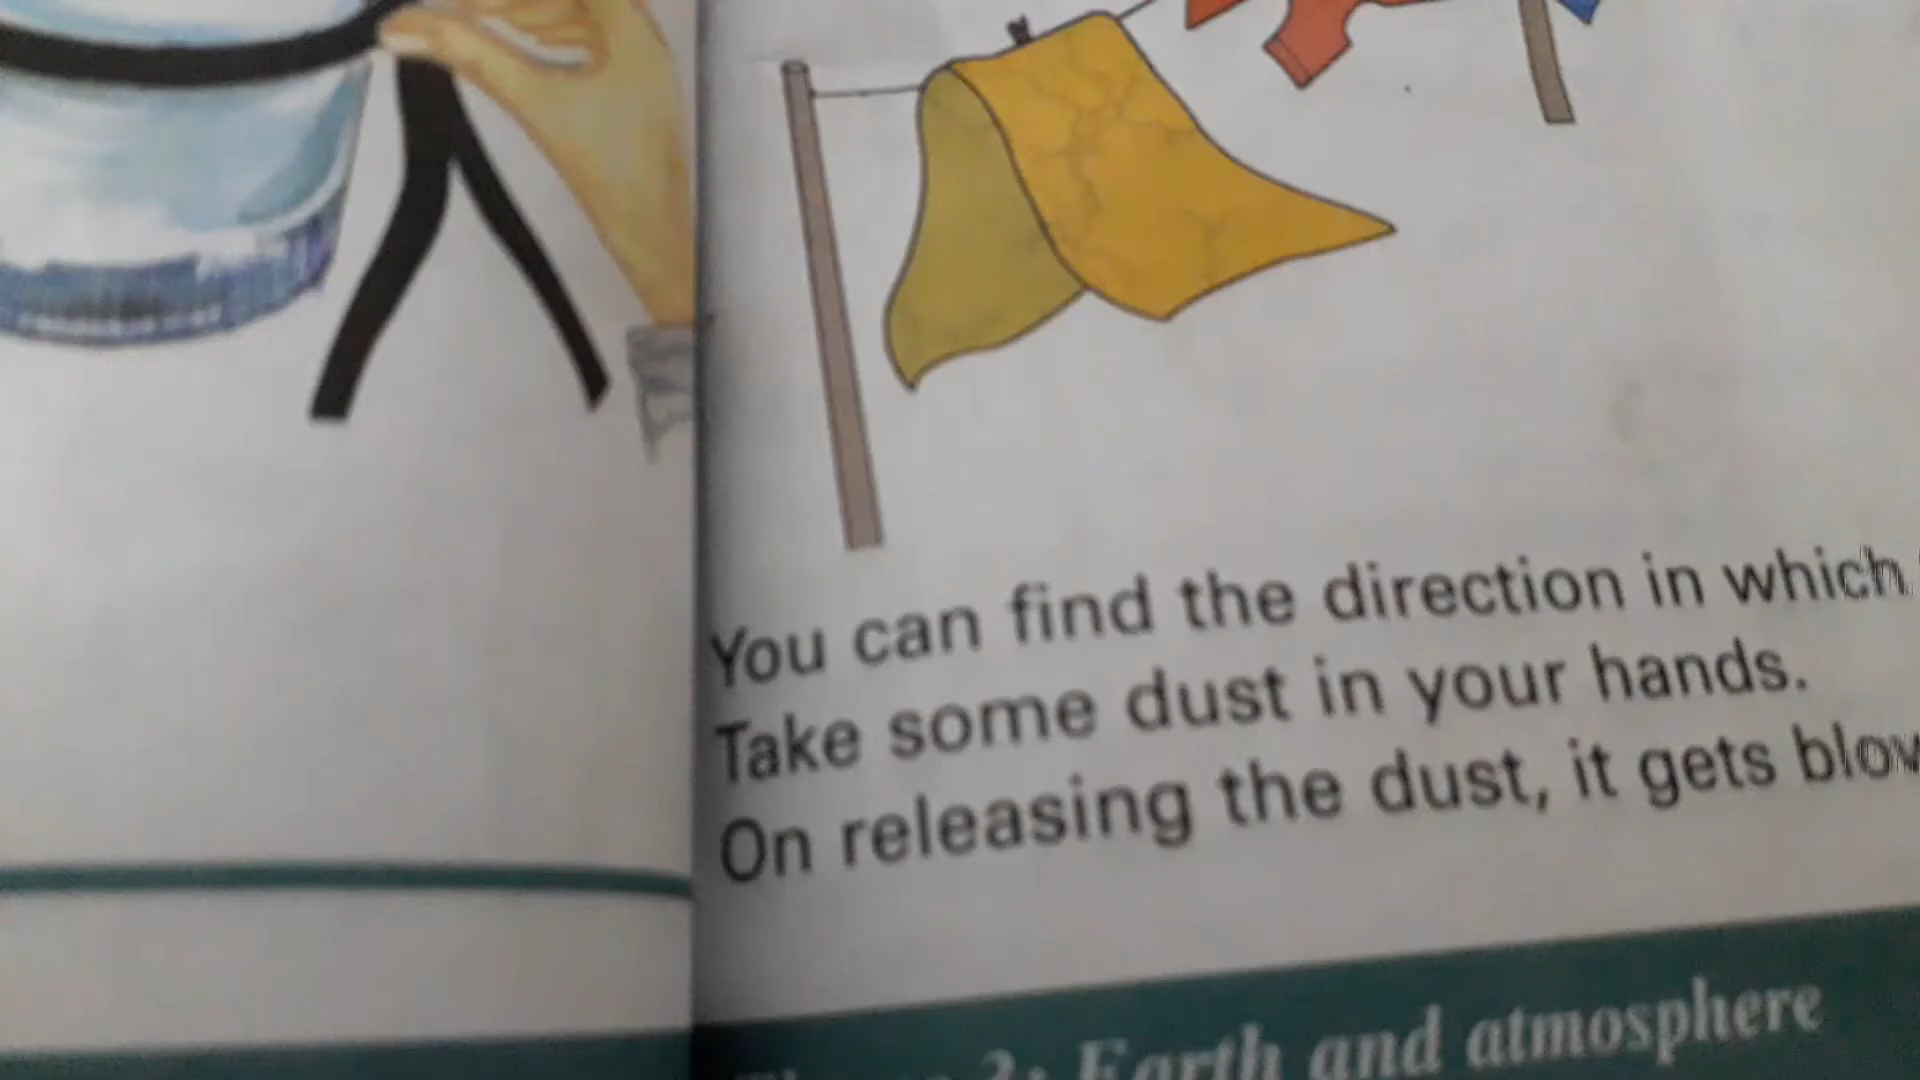 You can find the direction in which
Take some dust in your hands.
On releasing the dust, it gets
2: Earth and atmosphere